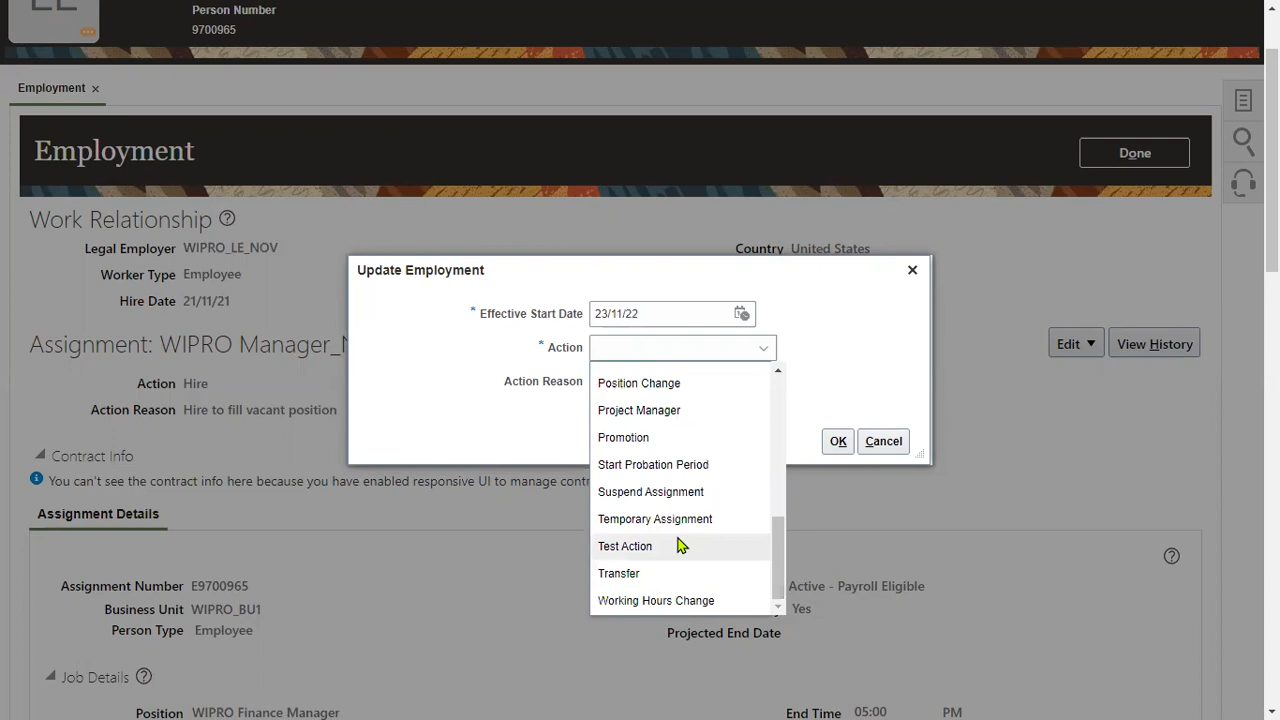 Person Number
9700965
Employment
Employment
Done
Work Relationship
Legal Employer WIPRO_LE_NOV
Country United States
Worker Type Employee
Hire Date 21/11/21
Update Employment
* Effective Start Date 23/11/22
* Action
Action Reason
Position Change
Project Manager
Promotion
Start Probation Period
Suspend Assignment
Temporary Assignment
Test Action
Transfer
Working Hours Change
OK Cancel
Assignment: WIPRO Manager_
Edit View History
Action Hire
Action Reason Hire to fill vacant position
Contract Info
You can't see the contract info here because you have enabled responsive UI to manage
Assignment Details
Assignment Number E9700965
Active - Payroll Eligible
Business Unit WIPRO_BU1
Yes
Person Type Employee
Projected End Date
Job Details
Position WIPRO Finance Manager
End Time 05:00 PM